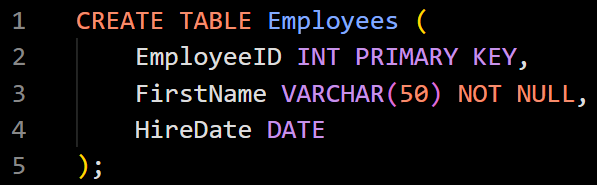 1 CREATE TABLE Employees (
2 EmployeeID INT PRIMARY KEY,
3 FirstName VARCHAR(50) NOT NULL,
4 HireDate DATE
5 );